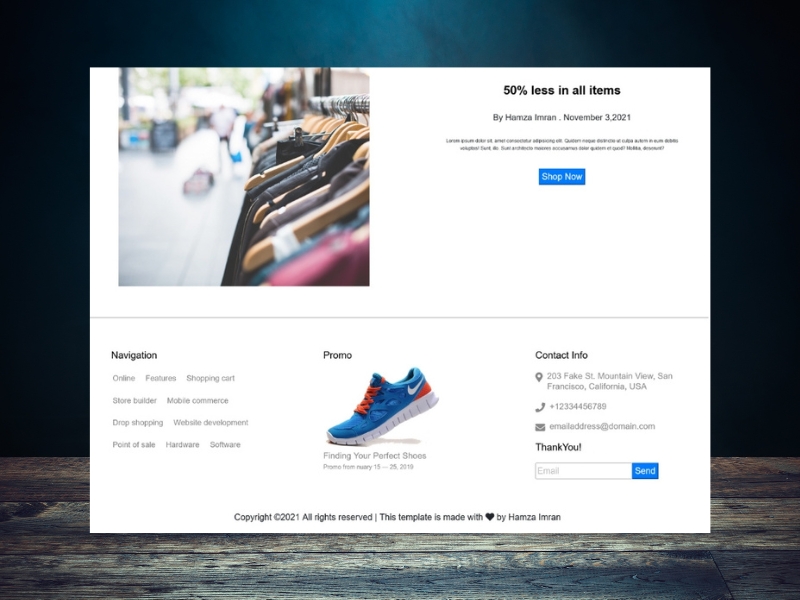 50% less in all items
By Hamza Imran . November 3,2021
Lorem ipsum dolor sit, amet consectetur adipisicing elit. Quidem neque distinctio at culpa autem in eum debitis
voluptas! Sunt, illo. Sunt architecto maiores accusamus dolor quidem et quod? Mollitia, deserunt?
Shop Now
Navigation
Online Features Shopping cart
Store builder Mobile commerce
Drop shopping Website development
Point of sale Hardware Software
Promo
Finding Your Perfect Shoes
Promo from nuary 15 — 25, 2019
Contact Info
203 Fake St. Mountain View, San
Francisco, California, USA
+12334456789
emailaddress@domain.com
ThankYou!
Email Send
Copyright ©2021 All rights reserved | This template is made with ♥ by Hamza Imran